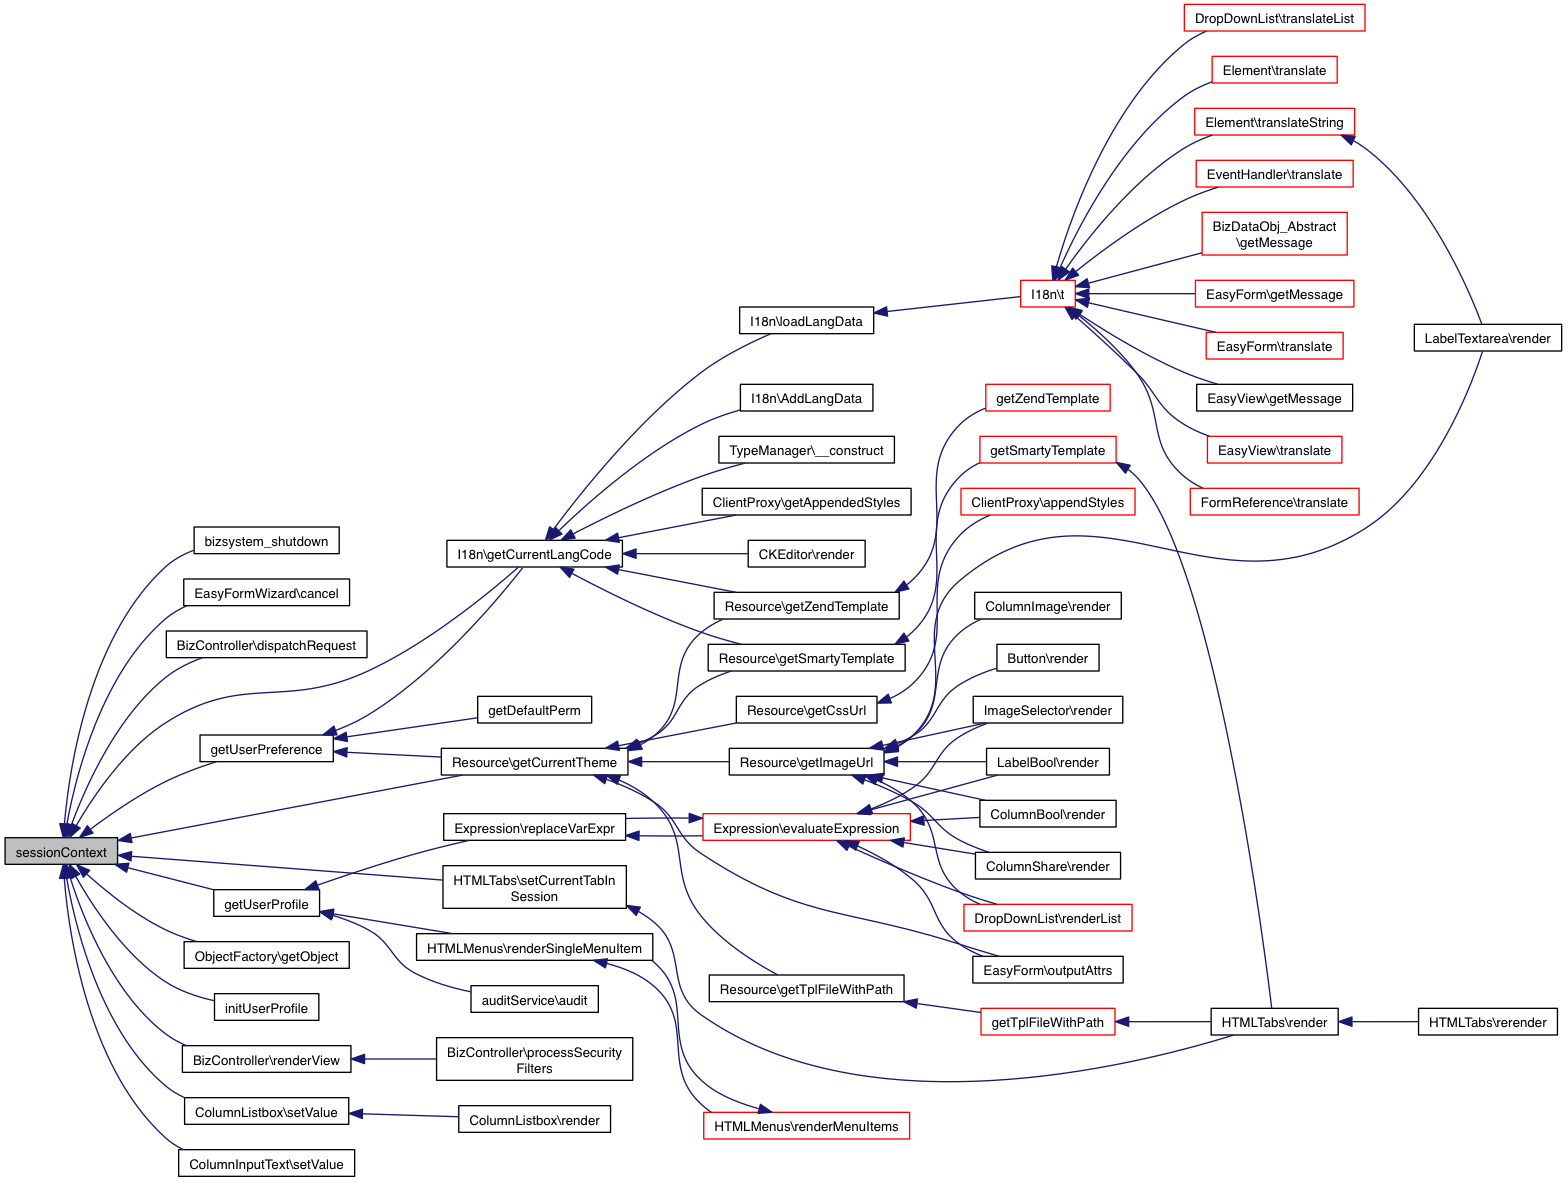 DropDownList\translateList
Element\translate
Element\translateString
EventHandler\translate
BizDataObj_Abstract
\getMessage
I18n\t
EasyForm\getMessage
I18n\loadLangData
EasyForm\translate
LabelTextarea\render
I18n\AddLangData
getZendTemplate
EasyView\getMessage
TypeManager\__construct
getSmartyTemplate
EasyView\translate
ClientProxy\getAppendedStyles
ClientProxy\appendStyles
FormReference\translate
bizsystem_shutdown
I18n\getCurrentLangCode
CKEditor\render
EasyFormWizard\cancel
Resource\getZendTemplate
ColumnImage\render
BizController\dispatchRequest
Resource\getSmartyTemplate
Button\render
getDefaultPerm
Resource\getCssUrl
ImageSelector\render
getUserPreference
Resource\getCurrentTheme
Resource\getImageUrl
LabelBool\render
Expression\replaceVarExpr
Expression\evaluateExpression
ColumnBool\render
sessionContext
ColumnShare\render
HTMLTabs\setCurrentTabIn
Session
getUserProfile
DropDownList\renderList
ObjectFactory\getObject
HTMLMenus\renderSingleMenuItem
EasyForm\outputAttrs
initUserProfile
auditService\audit
Resource\getTplFileWithPath
getTplFileWithPath
HTMLTabs\render
HTMLTabs\rerender
BizController\renderView
BizController\processSecurity
Filters
ColumnListbox\setValue
ColumnListbox\render
HTMLMenus\renderMenuItems
ColumnInputText\setValue